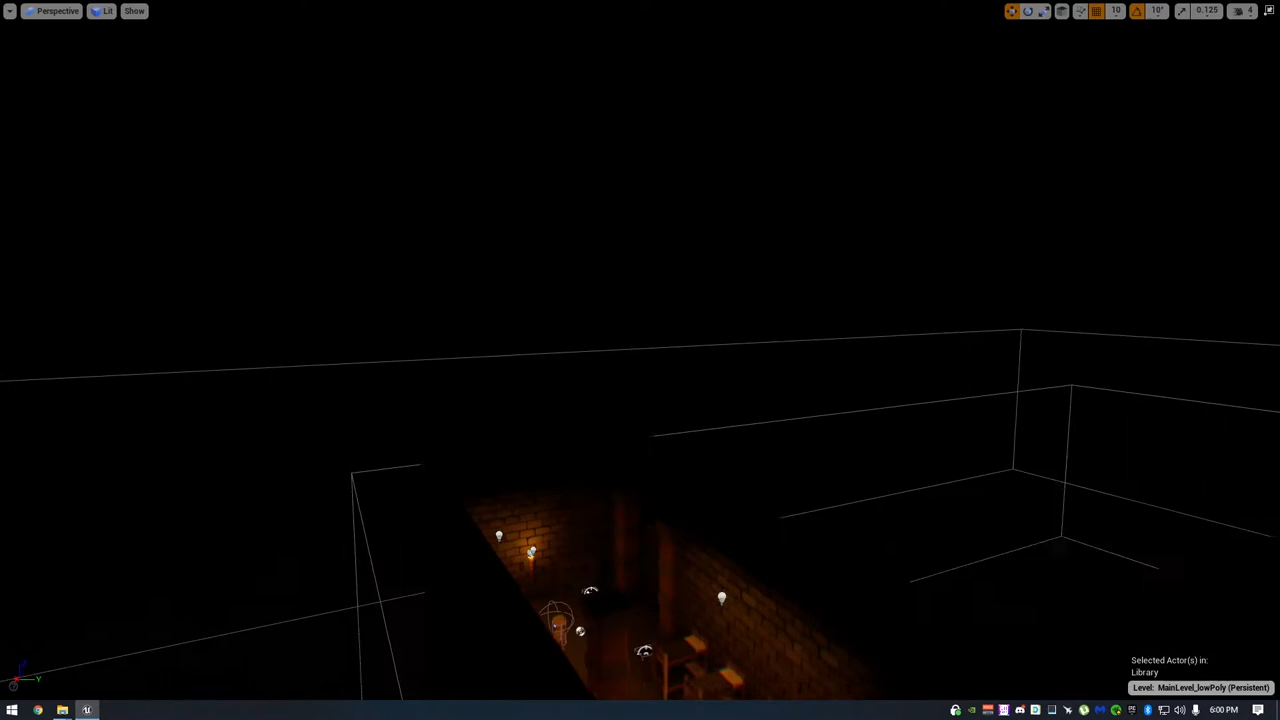 Perspective Lit Show 10 10° 0.125 4
Y
Selected Actor(s) in:
Library
Level: MainLevel_lowPoly (Persistent)
6:00 PM